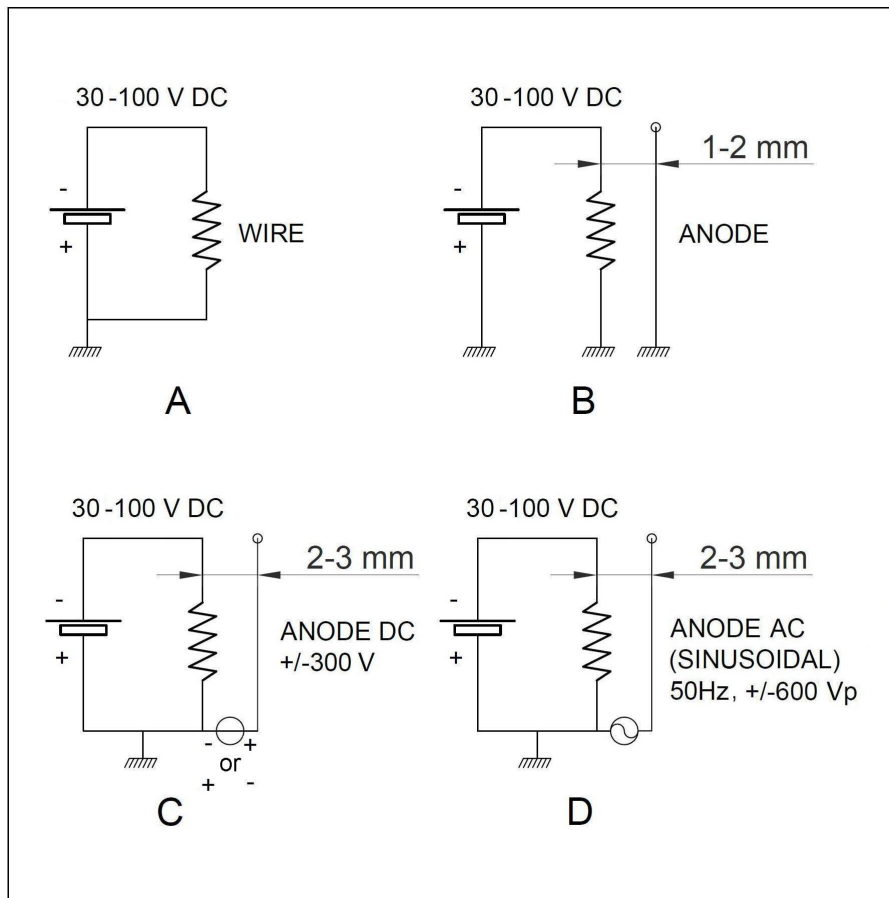 30-100 V DC
-
+
WIRE
A
30-100 V DC
1-2 mm
-
+
ANODE
B
30-100 V DC
2-3 mm
-
+
ANODE DC
+/-300 V
- +
or
+ -
C
30-100 V DC
2-3 mm
-
+
ANODE AC
(SINUSOIDAL)
50Hz, +/-600 Vp
D